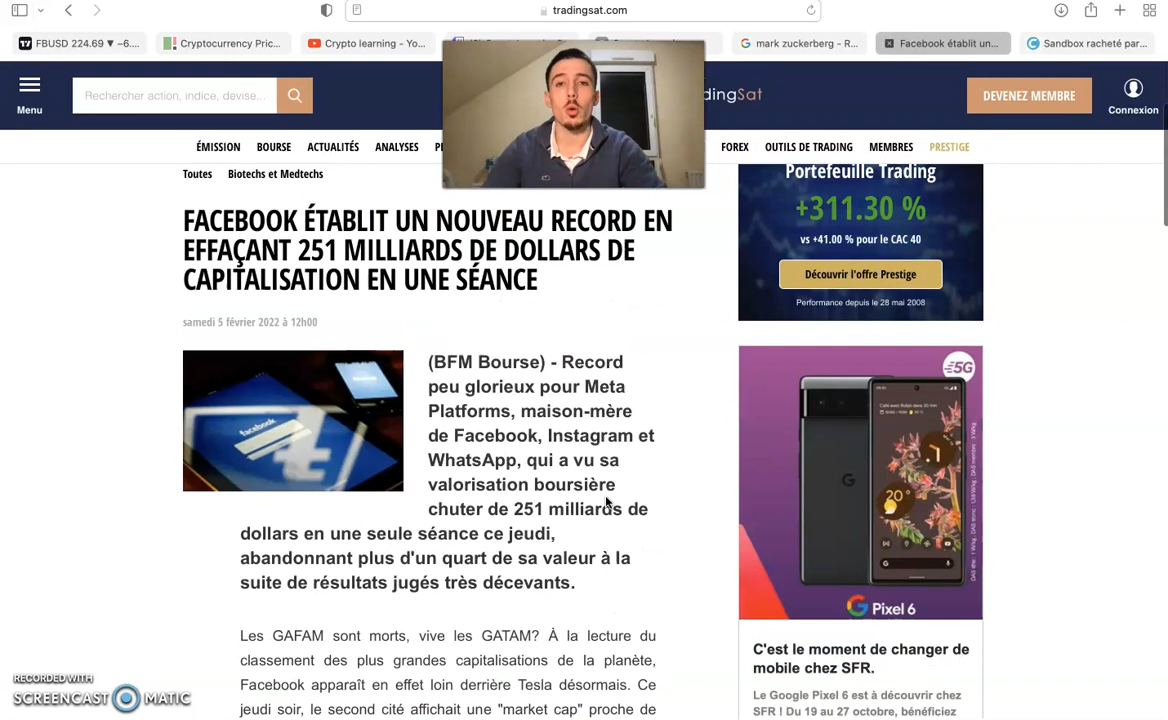 tradingsat.com
FBUSD 224.69 ▼ −6....
Cryptocurrency Pric...
Crypto learning - Yo...
mark zuckerberg - R...
Facebook établit un...
Sandbox racheté par...
Menu
Rechercher action, indice, devise...
dingSat
DEVENEZ MEMBRE
Connexion
ÉMISSION BOURSE ACTUALITÉS ANALYSES FOREX OUTILS DE TRADING MEMBRES PRESTIGE
Toutes Biotechs et Medtechs
FACEBOOK ÉTABLIT UN NOUVEAU RECORD EN
EFFAÇANT 251 MILLIARDS DE DOLLARS DE
CAPITALISATION EN UNE SÉANCE
samedi 5 février 2022 à 12h00
(BFM Bourse) - Record
peu glorieux pour Meta
Platforms, maison-mère
de Facebook, Instagram et
WhatsApp, qui a vu sa
valorisation boursière
chuter de 251 milliards de
dollars en une seule séance ce jeudi,
abandonnant plus d'un quart de sa valeur à la
suite de résultats jugés très décevants.
Les GAFAM sont morts, vive les GATAM? À la lecture du
classement des plus grandes capitalisations de la planète,
Facebook apparaît en effet loin derrière Tesla désormais. Ce
jeudi soir, le second cité affichait une "market cap" proche de
Portefeuille Trading
+311.30 %
vs +41.00 % pour le CAC 40
Découvrir l'offre Prestige
Performance depuis le 28 mai 2008
5G
facebook
20°
G
Google Pixel 6
C'est le moment de changer de
mobile chez SFR.
Le Google Pixel 6 est à découvrir chez
SFR ! Du 19 au 27 octobre, bénéficiez
RECORDED WITH
SCREENCAST MATIC